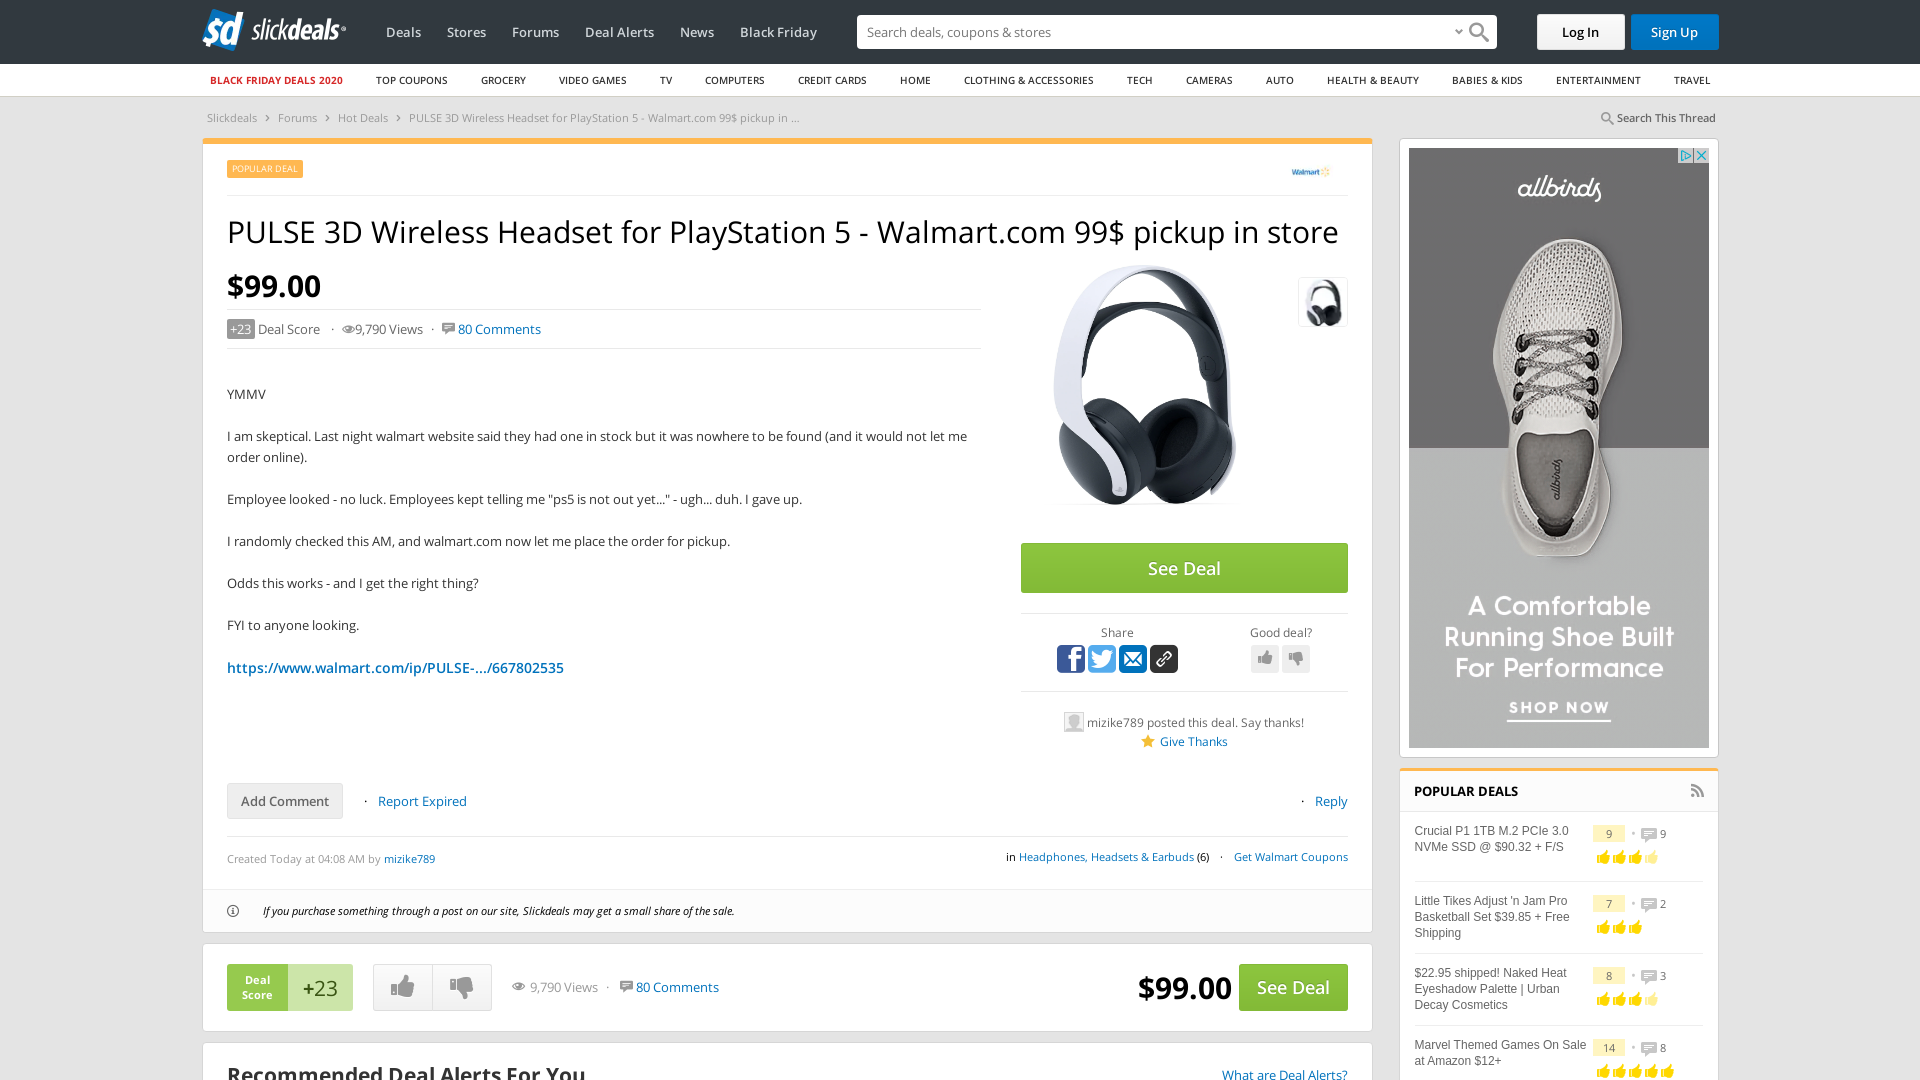 slickdeals
Deals
Stores
Forums
Deal Alerts
News
Black Friday
Search deals, coupons & stores
Log In
Sign Up
BLACK FRIDAY DEALS 2020
TOP COUPONS
GROCERY
VIDEO GAMES
TV
COMPUTERS
CREDIT CARDS
HOME
CLOTHING & ACCESSORIES
TECH
CAMERAS
AUTO
HEALTH & BEAUTY
BABIES & KIDS
ENTERTAINMENT
TRAVEL
Slickdeals > Forums > Hot Deals > PULSE 3D Wireless Headset for PlayStation 5 - Walmart.com 99$ pickup in ...
Search This Thread
POPULAR DEAL
Walmart
PULSE 3D Wireless Headset for PlayStation 5 - Walmart.com 99$ pickup in store
$99.00
+23 Deal Score · 9,790 Views · 80 Comments
YMMV
I am skeptical. Last night walmart website said they had one in stock but it was nowhere to be found (and it would not let me
order online).
Employee looked - no luck. Employees kept telling me "ps5 is not out yet..." - ugh... duh. I gave up.
I randomly checked this AM, and walmart.com now let me place the order for pickup.
Odds this works - and I get the right thing?
FYI to anyone looking.
https://www.walmart.com/ip/PULSE-.../667802535
See Deal
Share
Good deal?
mizike789 posted this deal. Say thanks!
Give Thanks
Add Comment
· Report Expired
· Reply
Created Today at 04:08 AM by mizike789
in Headphones, Headsets & Earbuds (6) · Get Walmart Coupons
If you purchase something through a post on our site, Slickdeals may get a small share of the sale.
Deal
Score
+23
9,790 Views · 80 Comments
$99.00
See Deal
Recommended Deal Alerts For You
What are Deal Alerts?
allbirds
allbirds
A Comfortable
Running Shoe Built
For Performance
SHOP NOW
POPULAR DEALS
Crucial P1 1TB M.2 PCIe 3.0
NVMe SSD @ $90.32 + F/S
9 • 9
Little Tikes Adjust 'n Jam Pro
Basketball Set $39.85 + Free
Shipping
7 • 2
$22.95 shipped! Naked Heat
Eyeshadow Palette | Urban
Decay Cosmetics
8 • 3
Marvel Themed Games On Sale
at Amazon $12+
14 • 8